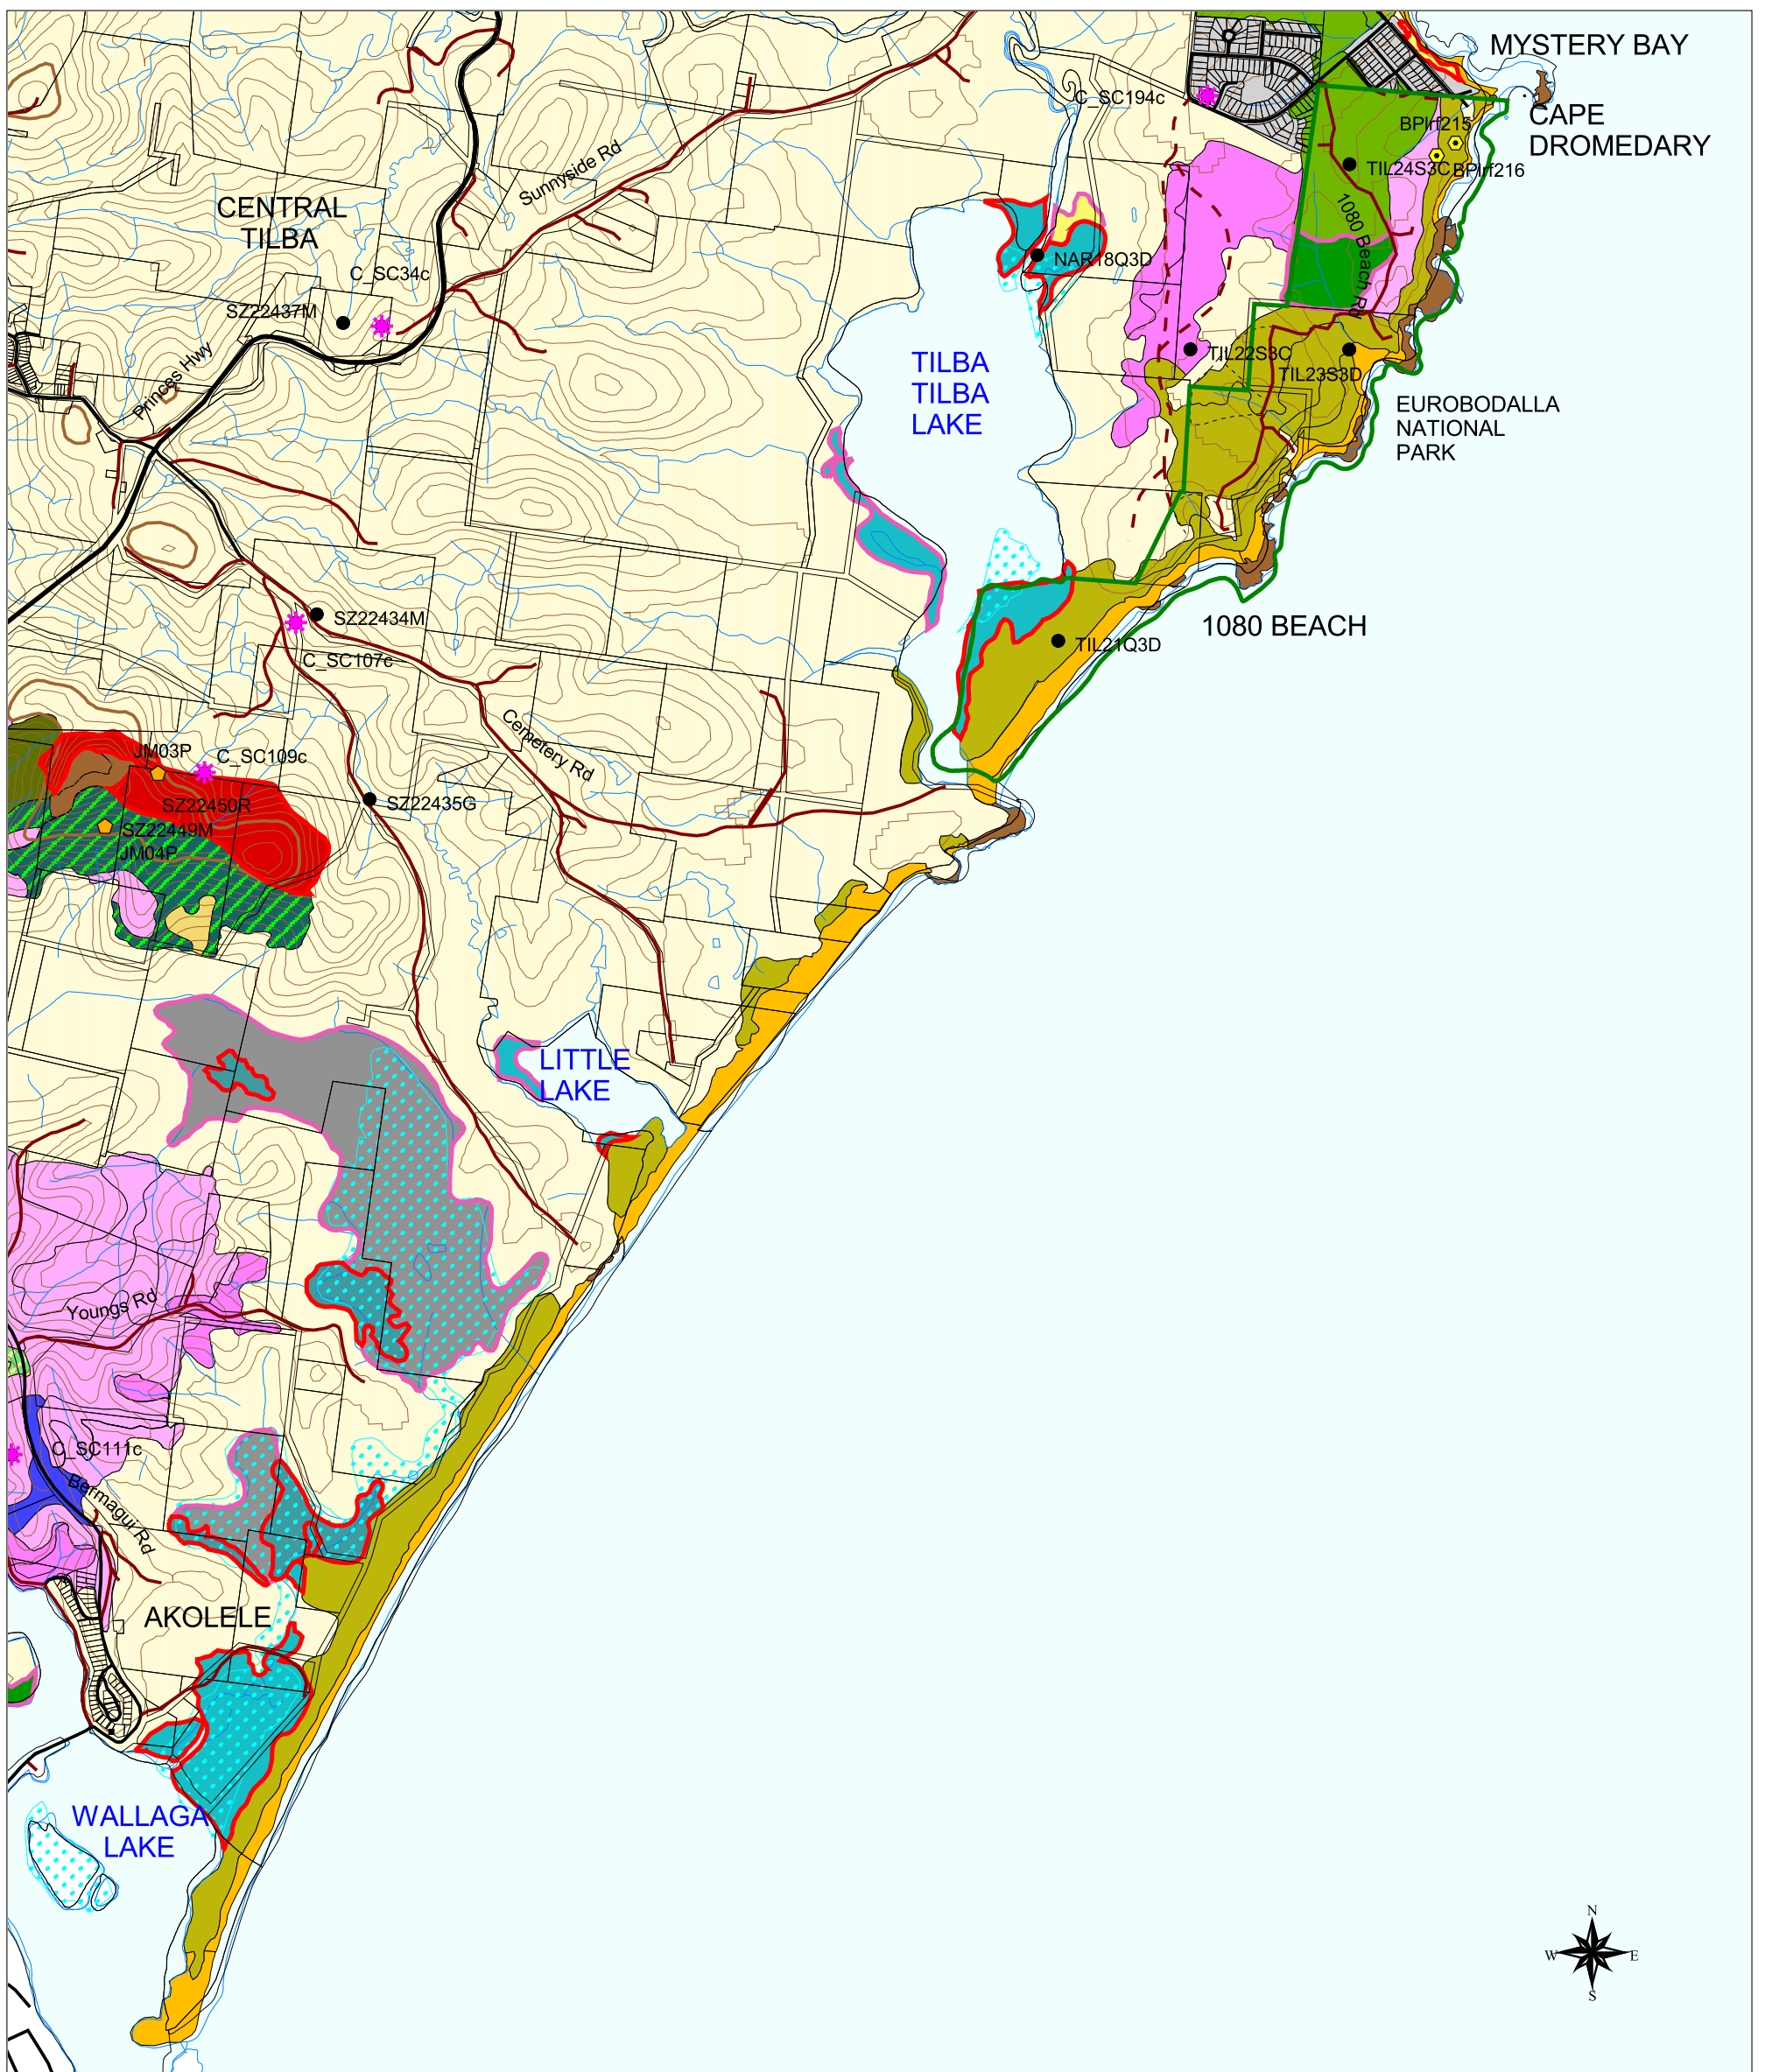 MYSTERY BAY
C_SC194c
CAPE
DROMEDARY
BPIrf215
TIL24S3C
BPIrf216
Sunnyside Rd
CENTRAL
TILBA
1080 Beach Rd
NAR18Q3D
C_SC34c
SZ22437M
TILBA
TILBA
LAKE
TIL22S3C
TIL23S3D
Princes Hwy
EUROBODALLA
NATIONAL
PARK
SZ22434M
1080 BEACH
TIL21Q3D
C_SC107c
Cemetery Rd
JM03P
C_SC109c
SZ22450R
SZ22435G
SZ22449M
JM04P
LITTLE
LAKE
Youngs Rd
C_SC111c
Bermagui Rd
AKOLELE
WALLAGA
LAKE
N
W
E
S